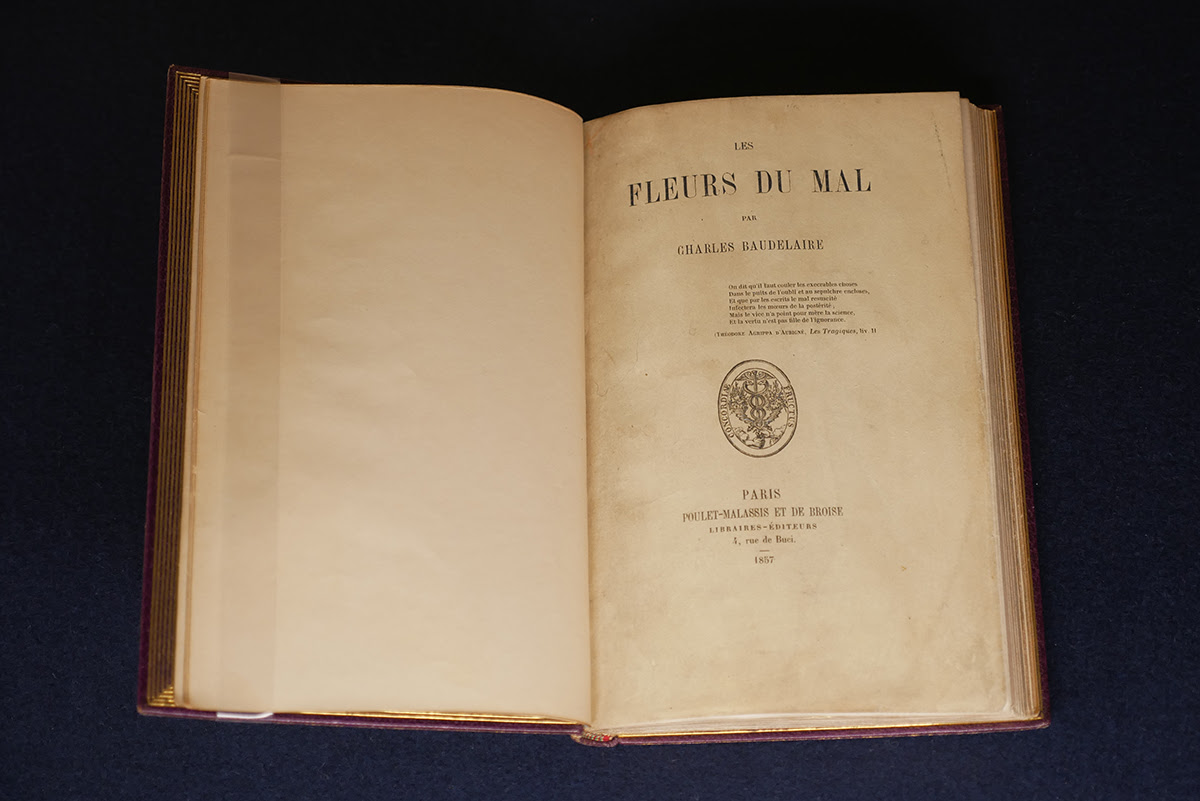 LES
FLEURS DU MAL
PAR
CHARLES BAUDELAIRE
On dit qu'il faut couler les execrables choses
Dans le puits de l'oubli et au sepulchre encloses,
Et que par les escrits le mal resuscité
Infectera les mœurs de la postérité;
Mais le vice n'a point pour mère la science,
Et la vertu n'est pas fille de l'ignorance.
(THÉODORE AGRIPPA D'AUBIGNÉ, Les Tragiques, liv. II
CONCORDIÆ FRUCTUS
PARIS
POULET-MALASSIS ET DE BROISE
LIBRAIRES-ÉDITEURS
4, rue de Buci.
1857